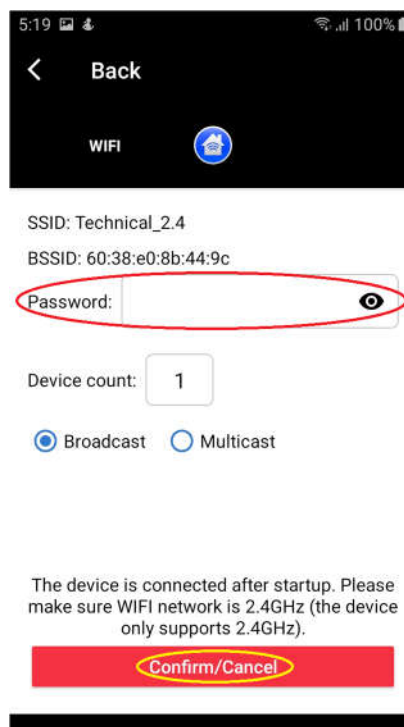 5:19 100%
Back
WIFI
SSID: Technical_2.4
BSSID: 60:38:e0:8b:44:9c
Password:
Device count: 1
Broadcast Multicast
The device is connected after startup. Please
make sure WIFI network is 2.4GHz (the device
only supports 2.4GHz).
Confirm/Cancel